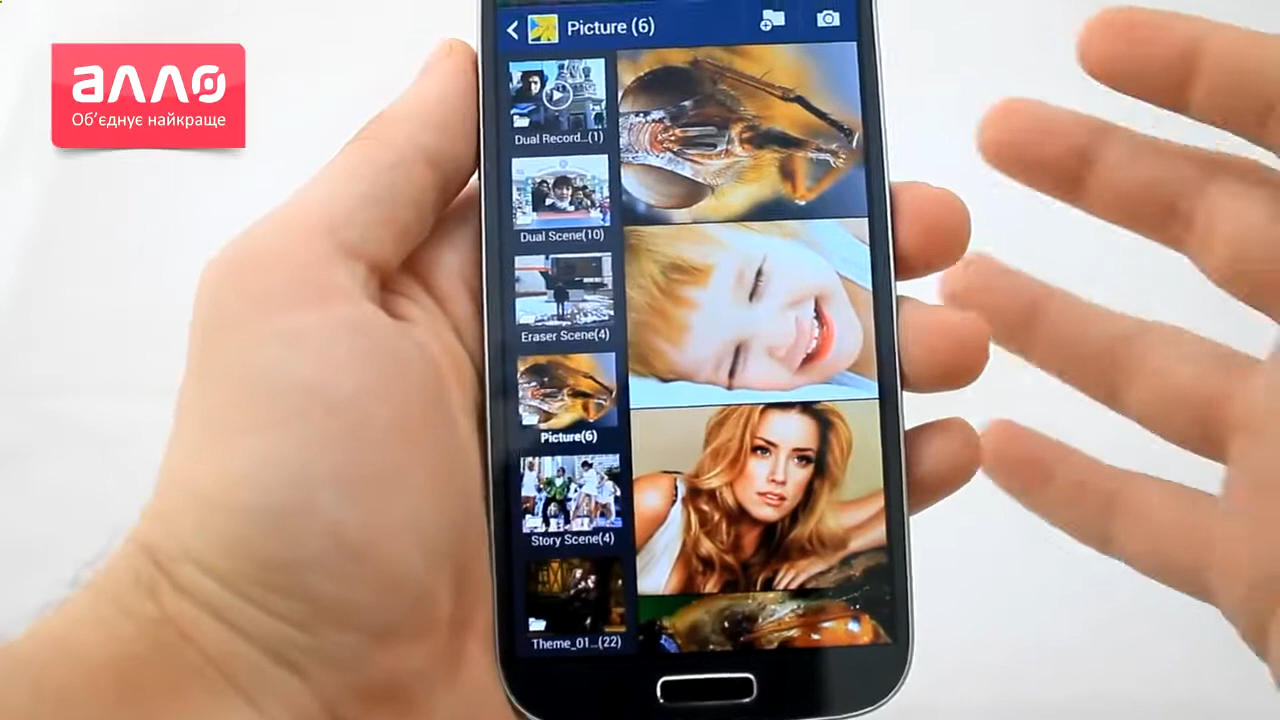 алло
Об'єднує найкраще
Picture (6)
Dual Record...(1)
Dual Scene(10)
Eraser Scene(4)
Picture(6)
Story Scene(4)
Theme_01...(22)